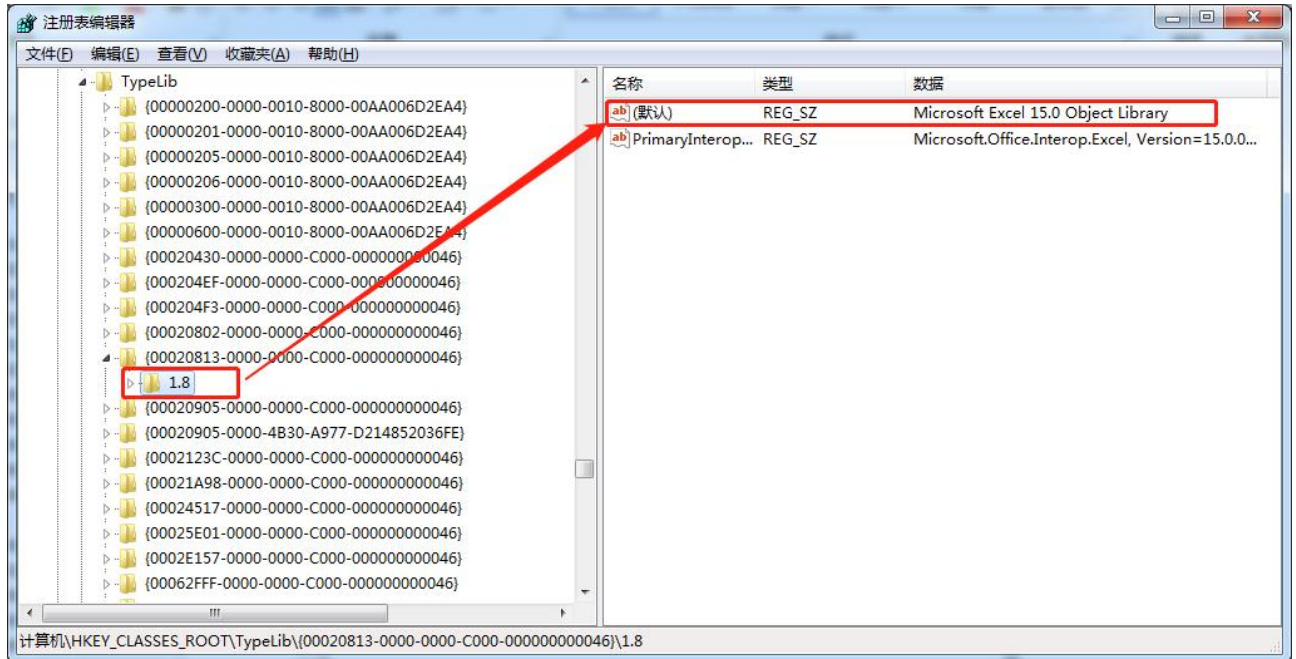 注册表编辑器
文件(F) 编辑(E) 查看(V) 收藏夹(A) 帮助(H)
TypeLib
{00000200-0000-0010-8000-00AA006D2EA4}
{00000201-0000-0010-8000-00AA006D2EA4}
{00000205-0000-0010-8000-00AA006D2EA4}
{00000206-0000-0010-8000-00AA006D2EA4}
{00000300-0000-0010-8000-00AA006D2EA4}
{00000600-0000-0010-8000-00AA006D2EA4}
{00020430-0000-0000-C000-000000000046}
{000204EF-0000-0000-C000-000000000046}
{000204F3-0000-0000-C000-000000000046}
{00020802-0000-0000-C000-000000000046}
{00020813-0000-0000-C000-000000000046}
1.8
{00020905-0000-0000-C000-000000000046}
{00020905-0000-4B30-A977-D214852036FE}
{0002123C-0000-0000-C000-000000000046}
{00021A98-0000-0000-C000-000000000046}
{00024517-0000-0000-C000-000000000046}
{00025E01-0000-0000-C000-000000000046}
{0002E157-0000-0000-C000-000000000046}
{00062FFF-0000-0000-C000-000000000046}
名称 类型 数据
(默认) REG_SZ Microsoft Excel 15.0 Object Library
PrimaryInterop... REG_SZ Microsoft.Office.Interop.Excel, Version=15.0.0...
计算机\HKEY_CLASSES_ROOT\TypeLib\{00020813-0000-0000-C000-000000000046}\1.8